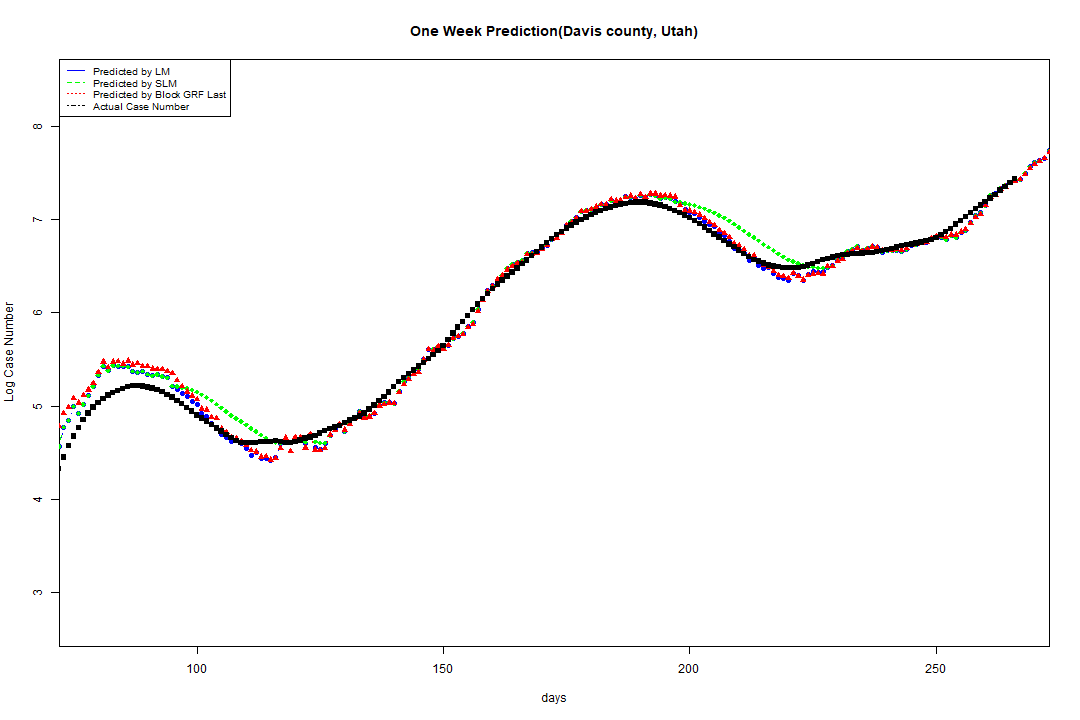 One Week Prediction(Davis county, Utah)
Predicted by LM
Predicted by SLM
Predicted by Block GRF Last
Actual Case Number
8
7
6
5
4
3
Log Case Number
100 150 200 250
days